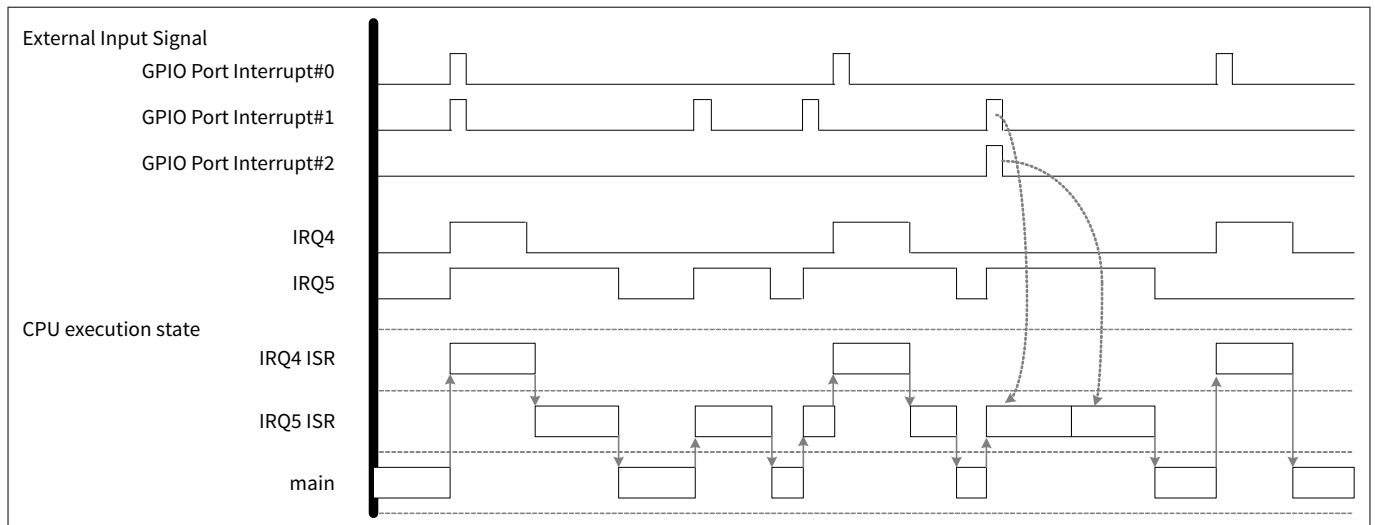 External Input Signal
GPIO Port Interrupt#0
GPIO Port Interrupt#1
GPIO Port Interrupt#2
IRQ4
IRQ5
CPU execution state
IRQ4 ISR
IRQ5 ISR
main